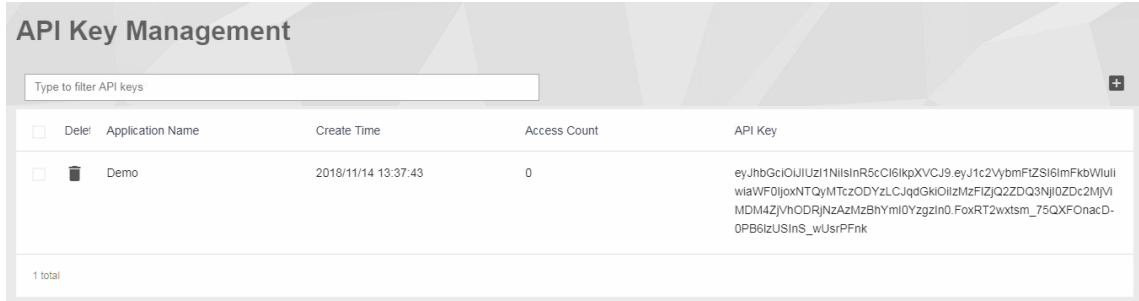 API Key Management
Type to filter API keys
Delet Application Name Create Time Access Count API Key
Demo 2018/11/14 13:37:43 0 eyJhbGciOiJIUzI1NiIsInR5cCI6IkpXVCJ9.eyJ1c2VybmFtZSI6ImFkbWluIi
wiaWF0IjoxNTQyMTczODYzLCJqdGkiOiIzMzFlZjQ2ZDQ3NjI0ZDc2MjVi
MDM4ZjVhODRjNzAzMzBhYmI0YzgzIn0.FoxRT2wxtsm_75QXFOnacD-
0PB6IzUSInS_wUsrPFnk
1 total